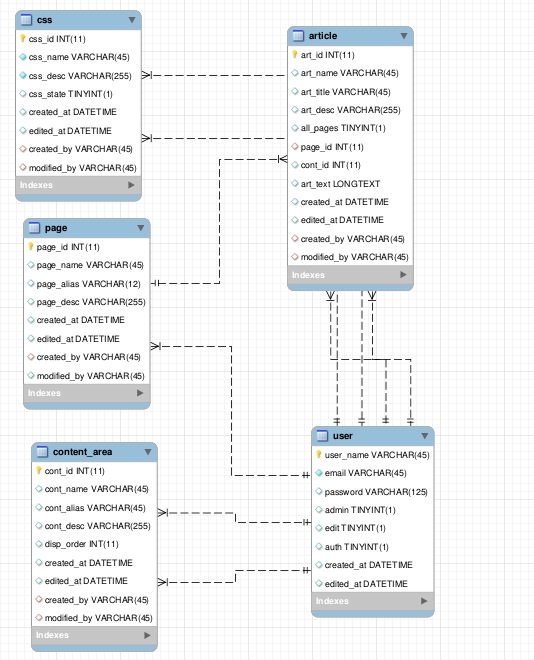 css
css_id INT(11)
css_name VARCHAR(45)
css_desc VARCHAR(255)
css_state TINYINT(1)
created_at DATETIME
edited_at DATETIME
created_by VARCHAR(45)
modified_by VARCHAR(45)
Indexes
article
art_id INT(11)
art_name VARCHAR(45)
art_title VARCHAR(45)
art_desc VARCHAR(255)
all_pages TINYINT(1)
page_id INT(11)
cont_id INT(11)
art_text LONGTEXT
created_at DATETIME
edited_at DATETIME
created_by VARCHAR(45)
modified_by VARCHAR(45)
Indexes
page
page_id INT(11)
page_name VARCHAR(45)
page_alias VARCHAR(12)
page_desc VARCHAR(255)
created_at DATETIME
edited_at DATETIME
created_by VARCHAR(45)
modified_by VARCHAR(45)
Indexes
content_area
cont_id INT(11)
cont_name VARCHAR(45)
cont_alias VARCHAR(45)
cont_desc VARCHAR(255)
disp_order INT(11)
created_at DATETIME
edited_at DATETIME
created_by VARCHAR(45)
modified_by VARCHAR(45)
Indexes
user
user_name VARCHAR(45)
email VARCHAR(45)
password VARCHAR(125)
admin TINYINT(1)
edit TINYINT(1)
auth TINYINT(1)
created_at DATETIME
edited_at DATETIME
Indexes